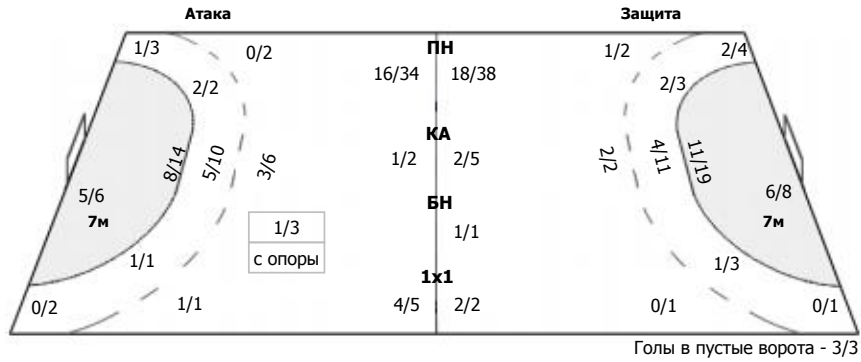 Атака Защита
1/3 0/2 ПН 1/2 2/4
16/34 18/38
2/2 2/3
КА
8/14 5/10 3/6 1/2 2/5 2/2 4/11 11/19
5/6 6/8
7м 7м
БН
1/3 1/1
с опоры
1/1 1/3
1х1
0/2 1/1 4/5 2/2 0/1 0/1
Голы в пустые ворота - 3/3